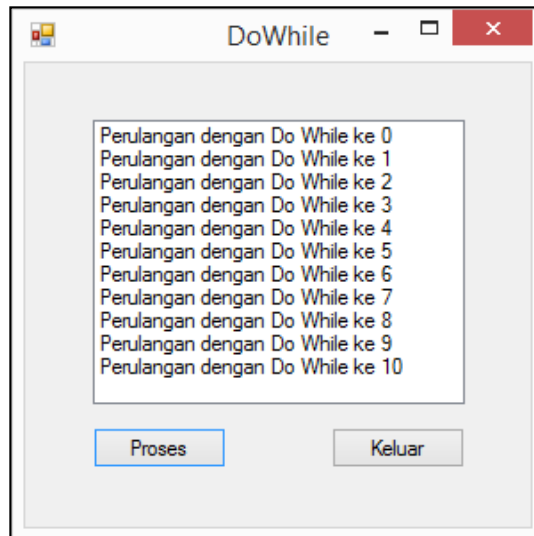 DoWhile
Perulangan dengan Do While ke 0
Perulangan dengan Do While ke 1
Perulangan dengan Do While ke 2
Perulangan dengan Do While ke 3
Perulangan dengan Do While ke 4
Perulangan dengan Do While ke 5
Perulangan dengan Do While ke 6
Perulangan dengan Do While ke 7
Perulangan dengan Do While ke 8
Perulangan dengan Do While ke 9
Perulangan dengan Do While ke 10
Proses Keluar